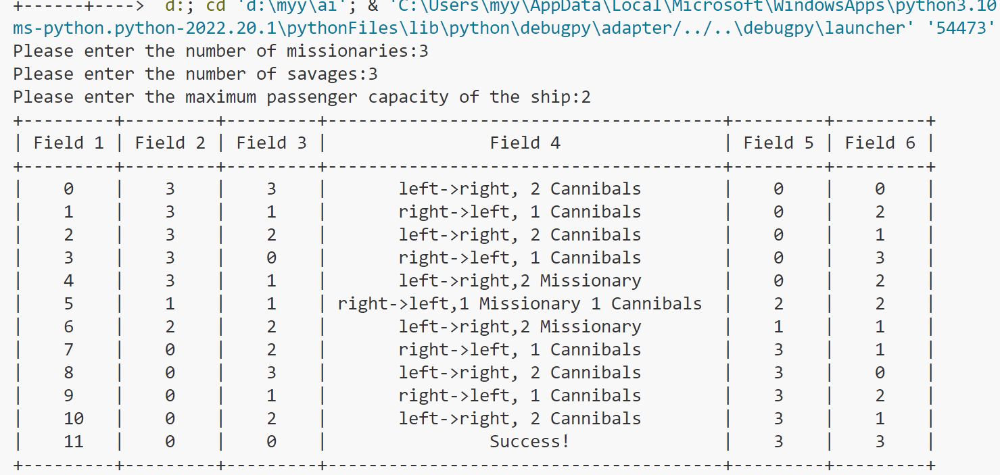 +------+----> d:; cd 'd:\myy\ai'; & 'C:\Users\myy\AppData\Local\Microsoft\WindowsApps\python3.10
ms-python.python-2022.20.1\pythonFiles\lib\python\debugpy\adapter/../..\debugpy\launcher' '54473'
Please enter the number of missionaries:3
Please enter the number of savages:3
Please enter the maximum passenger capacity of the ship:2
+---------+---------+---------+---------------------------------------+---------+---------+
| Field 1 | Field 2 | Field 3 |                Field 4                | Field 5 | Field 6 |
+---------+---------+---------+---------------------------------------+---------+---------+
|    0    |    3    |    3    |       left->right, 2 Cannibals        |    0    |    0    |
|    1    |    3    |    1    |       right->left, 1 Cannibals        |    0    |    2    |
|    2    |    3    |    2    |       left->right, 2 Cannibals        |    0    |    1    |
|    3    |    3    |    0    |       right->left, 1 Cannibals        |    0    |    3    |
|    4    |    3    |    1    |       left->right,2 Missionary        |    0    |    2    |
|    5    |    1    |    1    | right->left,1 Missionary 1 Cannibals  |    2    |    2    |
|    6    |    2    |    2    |       left->right,2 Missionary        |    1    |    1    |
|    7    |    0    |    2    |       right->left, 1 Cannibals        |    3    |    1    |
|    8    |    0    |    3    |       left->right, 2 Cannibals        |    3    |    0    |
|    9    |    0    |    1    |       right->left, 1 Cannibals        |    3    |    2    |
|    10   |    0    |    2    |       left->right, 2 Cannibals        |    3    |    1    |
|    11   |    0    |    0    |                Success!               |    3    |    3    |
+---------+---------+---------+---------------------------------------+---------+---------+